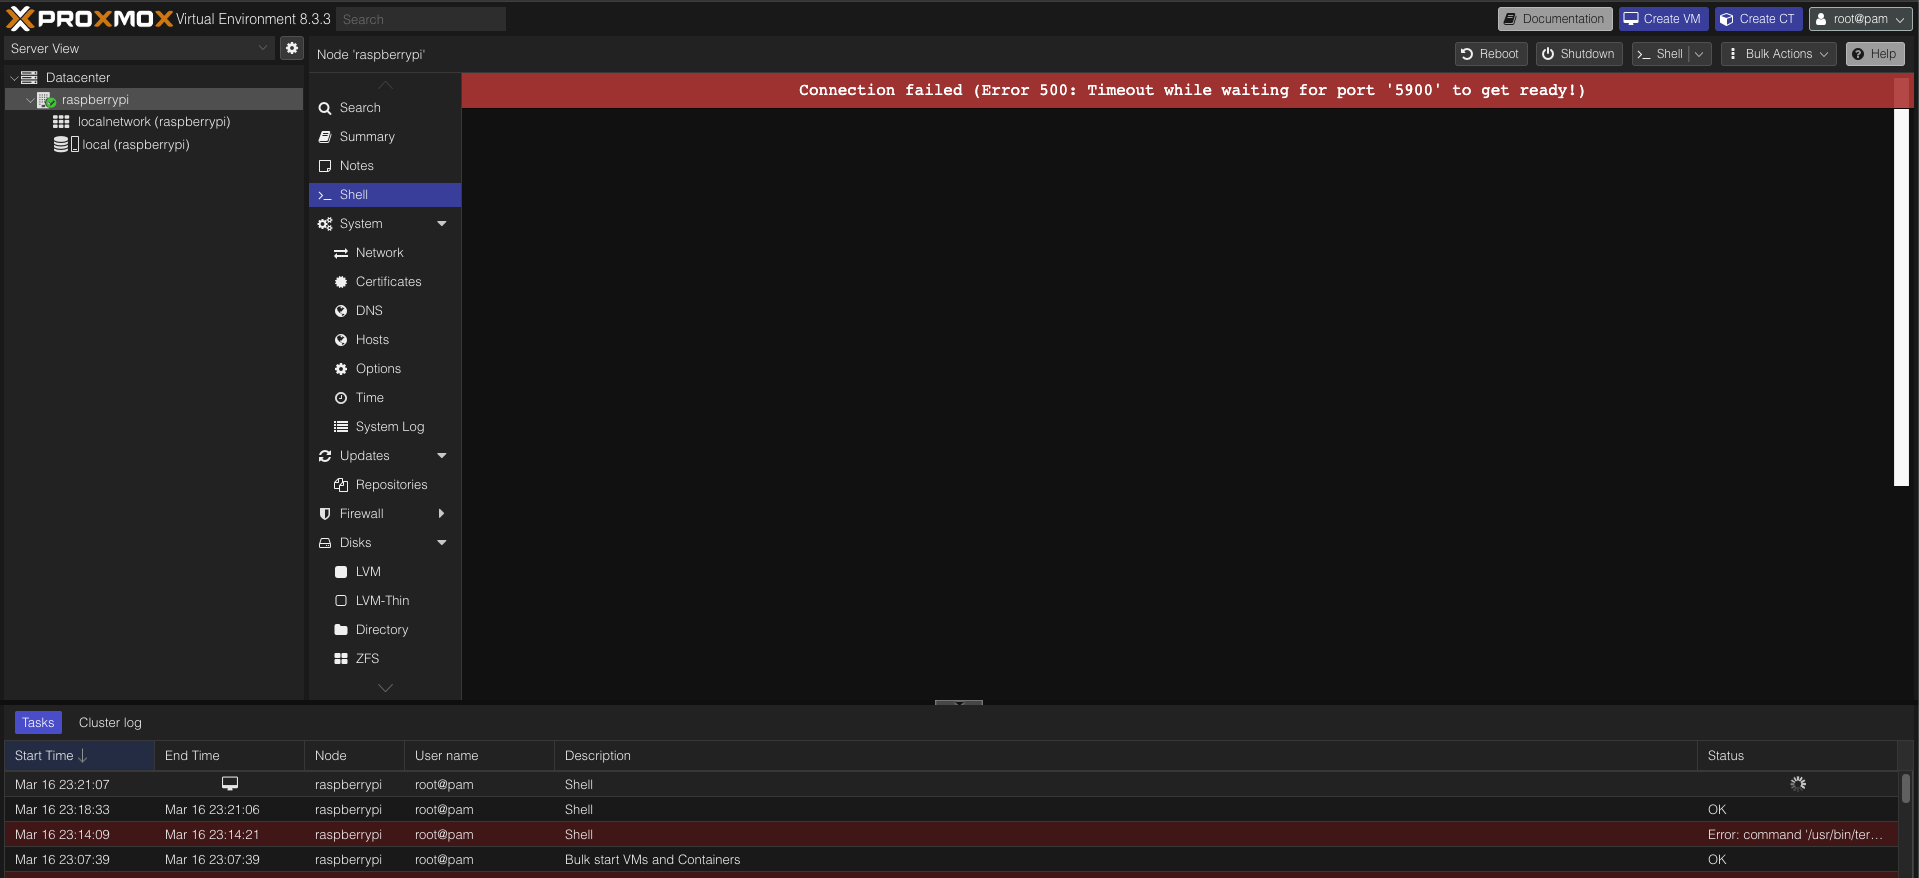 PROXMOX Virtual Environment 8.3.3 Search Documentation Create VM Create CT root@pam
Server View
Node 'raspberrypi' Reboot Shutdown Shell Bulk Actions Help
Datacenter
raspberrypi
localnetwork (raspberrypi)
local (raspberrypi)
Search
Summary
Notes
Shell
System
Network
Certificates
DNS
Hosts
Options
Time
System Log
Updates
Repositories
Firewall
Disks
LVM
LVM-Thin
Directory
ZFS
Connection failed (Error 500: Timeout while waiting for port '5900' to get ready!)
Tasks Cluster log
Start Time End Time Node User name Description Status
Mar 16 23:21:07 raspberrypi root@pam Shell
Mar 16 23:18:33 Mar 16 23:21:06 raspberrypi root@pam Shell OK
Mar 16 23:14:09 Mar 16 23:14:21 raspberrypi root@pam Shell Error: command '/usr/bin/ter...
Mar 16 23:07:39 Mar 16 23:07:39 raspberrypi root@pam Bulk start VMs and Containers OK